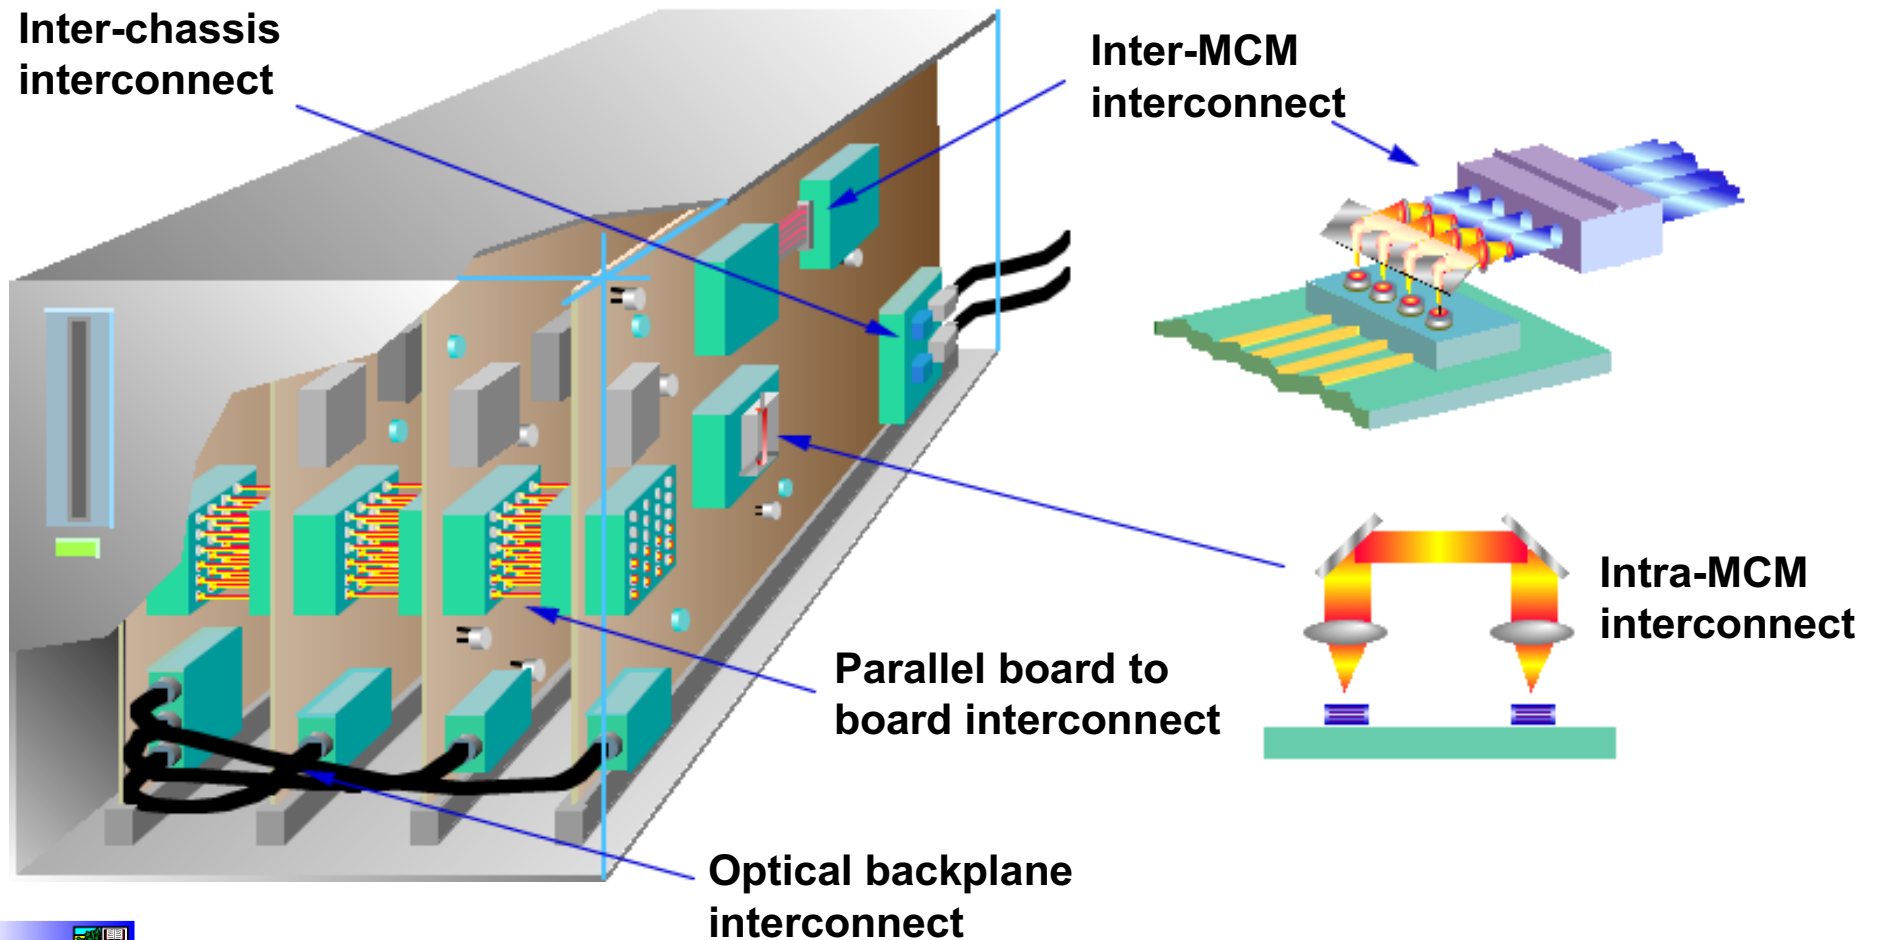 Inter-chassis
interconnect
Inter-MCM
interconnect
Intra-MCM
interconnect
Parallel board to
board interconnect
Optical backplane
interconnect